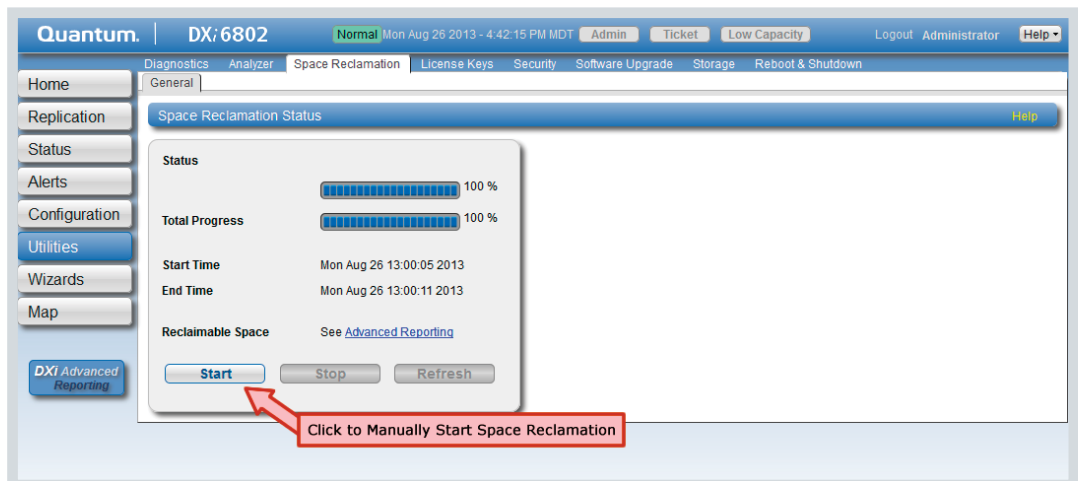 Quantum. DXi6802 Normal Mon Aug 26 2013 - 4:42:15 PM MDT Admin Ticket Low Capacity Logout Administrator Help
Diagnostics Analyzer Space Reclamation License Keys Security Software Upgrade Storage Reboot & Shutdown
General
Home
Replication
Status
Alerts
Configuration
Utilities
Wizards
Map
DXi Advanced
Reporting
Space Reclamation Status Help
Status
100 %
Total Progress 100 %
Start Time Mon Aug 26 13:00:05 2013
End Time Mon Aug 26 13:00:11 2013
Reclaimable Space See Advanced Reporting
Start Stop Refresh
Click to Manually Start Space Reclamation